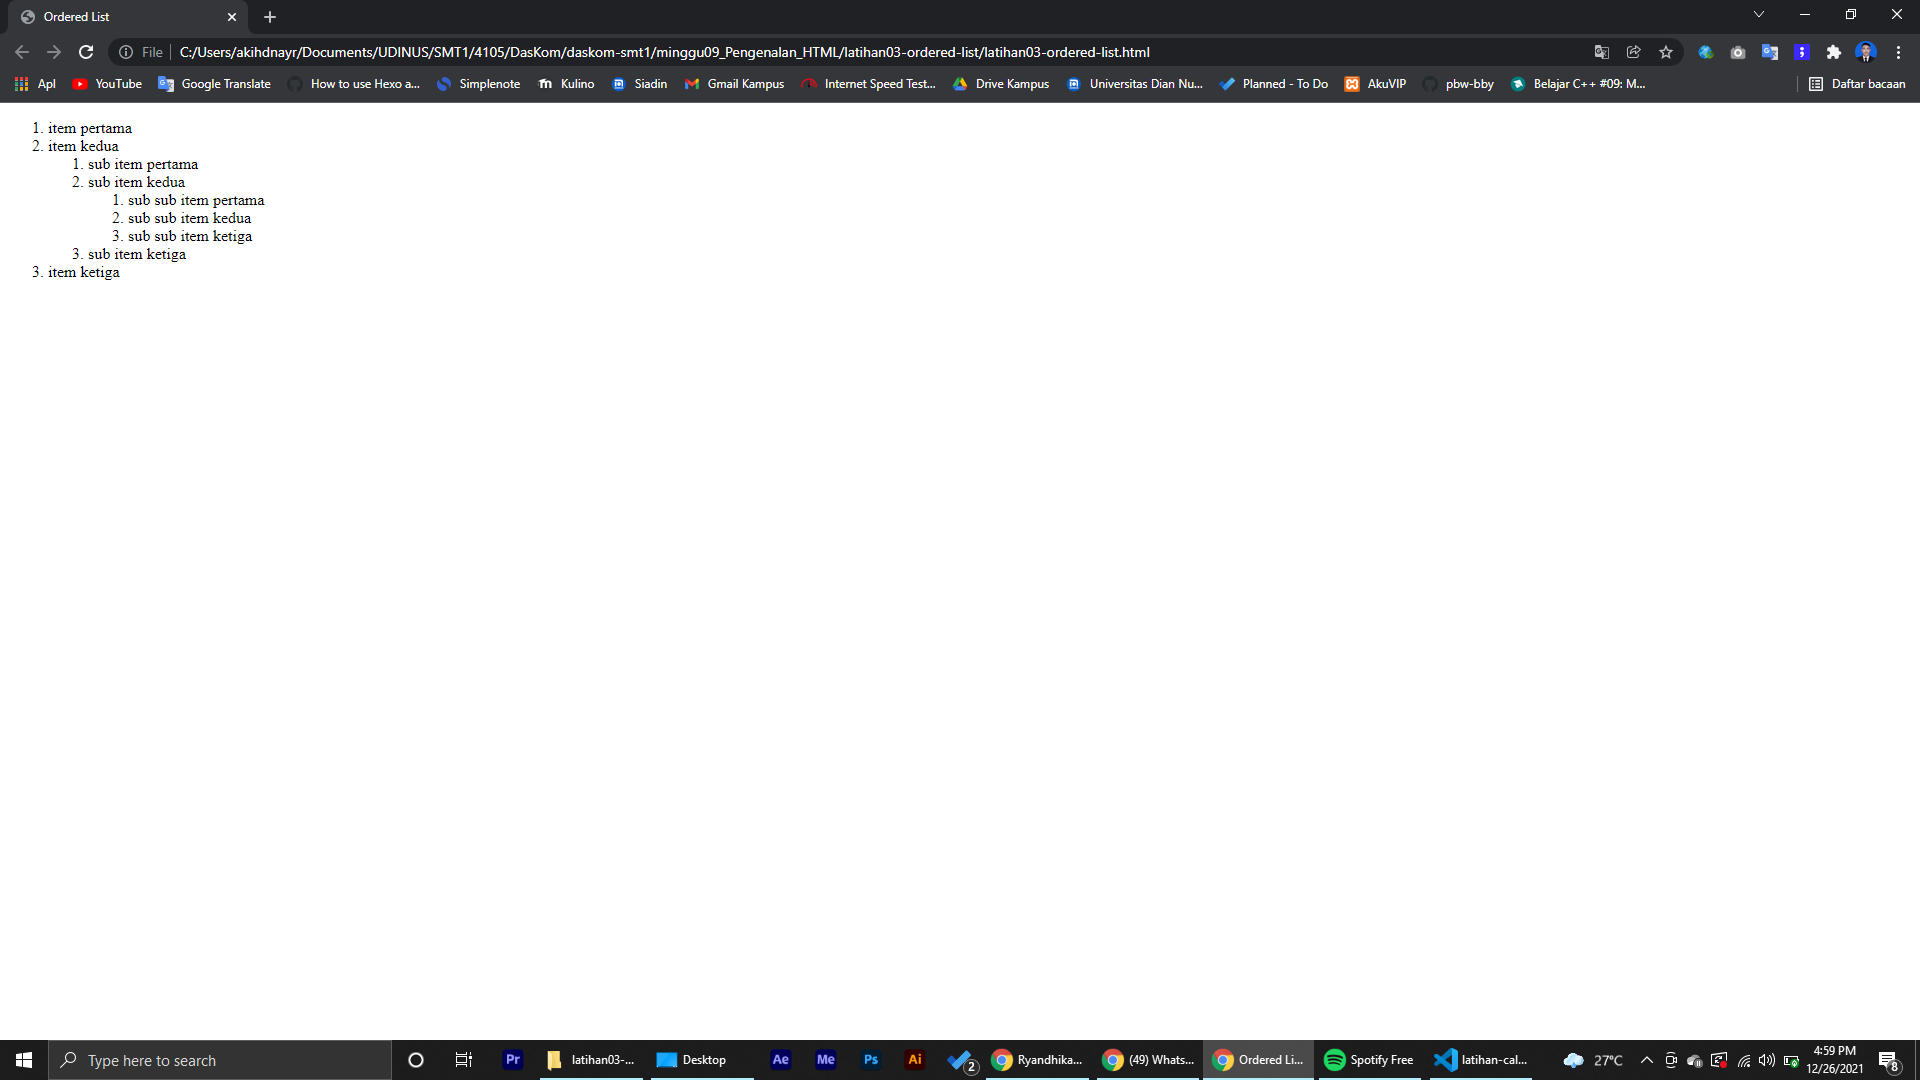 Ordered List
File
C:/Users/akihdnayr/Documents/UDINUS/SMT1/4105/DasKom/daskom-smt1/minggu09_Pengenalan_HTML/latihan03-ordered-list/latihan03-ordered-list.html
Apl YouTube Google Translate How to use Hexo a... Simplenote Kulino Siadin Gmail Kampus Internet Speed Test... Drive Kampus Universitas Dian Nu... Planned - To Do AkuVIP pbw-bby Belajar C++ #09: M... Daftar bacaan
1. item pertama
2. item kedua
1. sub item pertama
2. sub item kedua
1. sub sub item pertama
2. sub sub item kedua
3. sub sub item ketiga
3. sub item ketiga
3. item ketiga
Type here to search Pr latihan03-... Desktop Ae Me Ps Ai 2 Ryandhika... (49) Whats... Ordered Li... Spotify Free latihan-cal... 27°C 4:59 PM
12/26/2021 8